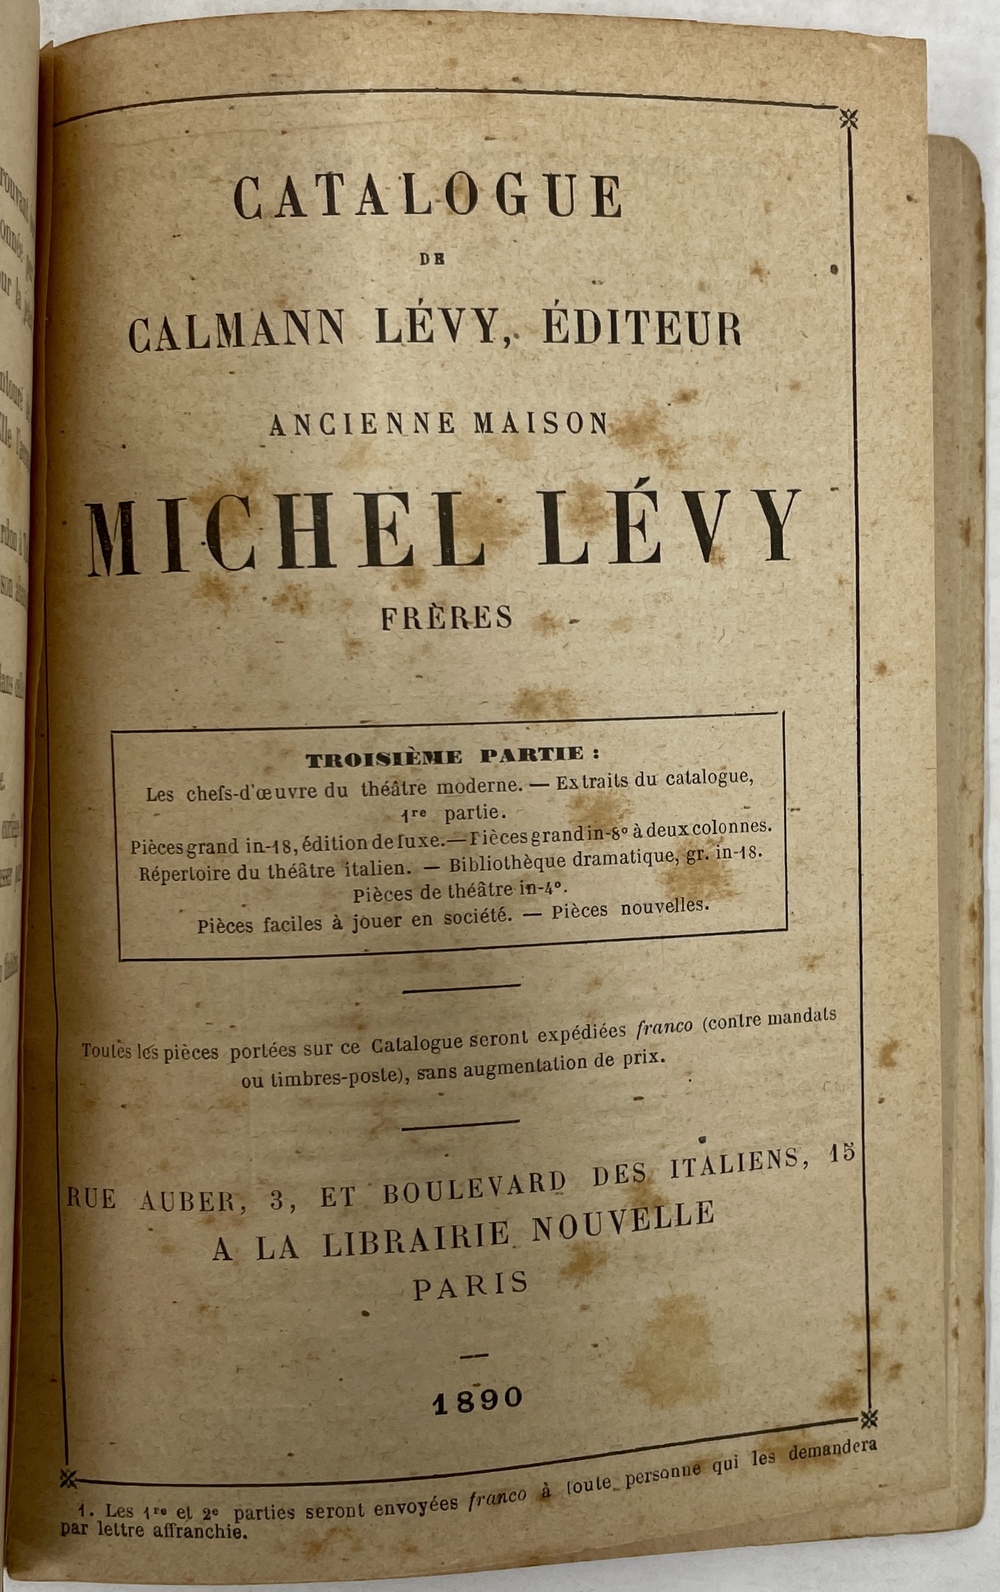 CATALOGUE
DE
CALMANN LÉVY, ÉDITEUR
ANCIENNE MAISON
MICHEL LÉVY
FRÈRES
TROISIÈME PARTIE :
Les chefs-d'œuvre du théâtre moderne. — Extraits du catalogue,
1re partie.
Pièces grand in-18, édition de luxe. — Pièces grand in-8° à deux colonnes.
Répertoire du théâtre italien. — Bibliothèque dramatique, gr. in-18.
Pièces de théâtre in-4°.
Pièces faciles à jouer en société. — Pièces nouvelles.
Toutes les pièces portées sur ce Catalogue seront expédiées franco (contre mandats
ou timbres-poste), sans augmentation de prix.
RUE AUBER, 3, ET BOULEVARD DES ITALIENS, 15
A LA LIBRAIRIE NOUVELLE
PARIS
1890
1. Les 1re et 2e parties seront envoyées franco à toute personne qui les demandera
par lettre affranchie.